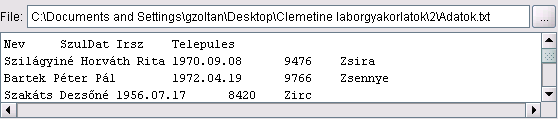 File: C:\Documents and Settings\gzoltan\Desktop\Clemetine laborgyakorlatok\2\Adatok.txt ...
Nev SzulDat Irsz Telepules
Szilágyiné Horváth Rita 1970.09.08 9476 Zsira
Bartek Péter Pál 1972.04.19 9766 Zsennye
Szakáts Dezsőné 1956.07.17 8420 Zirc